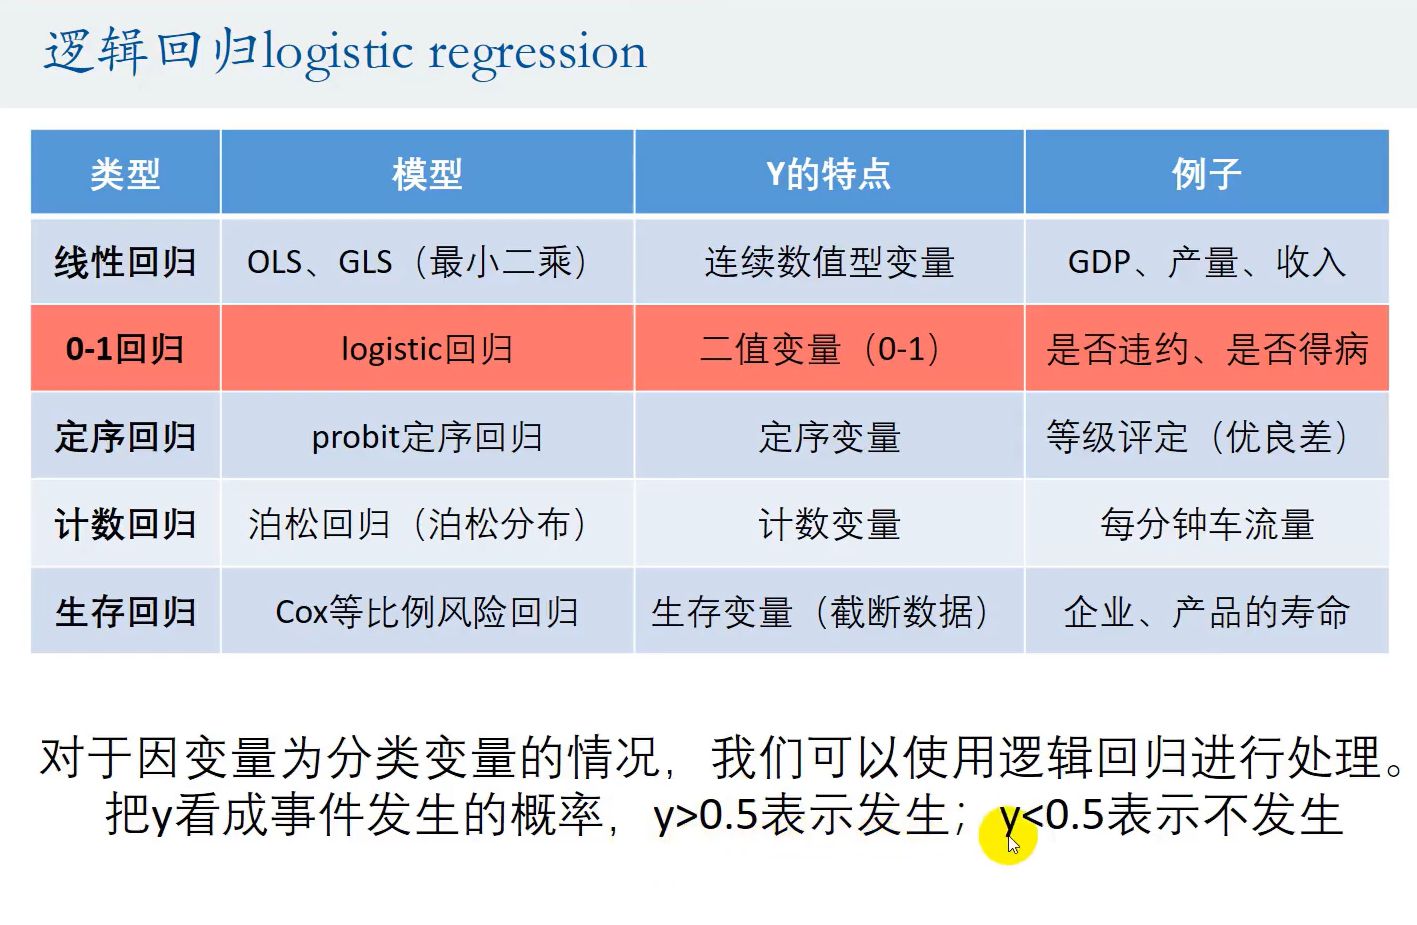 逻辑回归logistic regression
类型 模型 Y的特点 例子
线性回归 OLS、GLS（最小二乘） 连续数值型变量 GDP、产量、收入
0-1回归 logistic回归 二值变量（0-1） 是否违约、是否得病
定序回归 probit定序回归 定序变量 等级评定（优良差）
计数回归 泊松回归（泊松分布） 计数变量 每分钟车流量
生存回归 Cox等比例风险回归 生存变量（截断数据） 企业、产品的寿命
对于因变量为分类变量的情况，我们可以使用逻辑回归进行处理。
把y看成事件发生的概率，y>0.5表示发生；y<0.5表示不发生